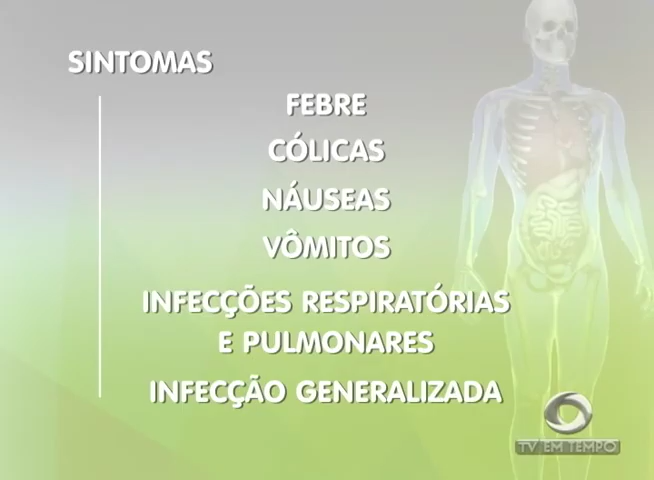 SINTOMAS
FEBRE
CÓLICAS
NÁUSEAS
VÔMITOS
INFECÇÕES RESPIRATÓRIAS
E PULMONARES
INFECÇÃO GENERALIZADA
TV EM TEMPO